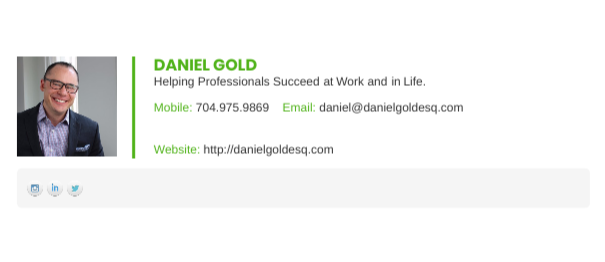 DANIEL GOLD
Helping Professionals Succeed at Work and in Life.
Mobile: 704.975.9869 Email: daniel@danielgoldesq.com
Website: http://danielgoldesq.com
in